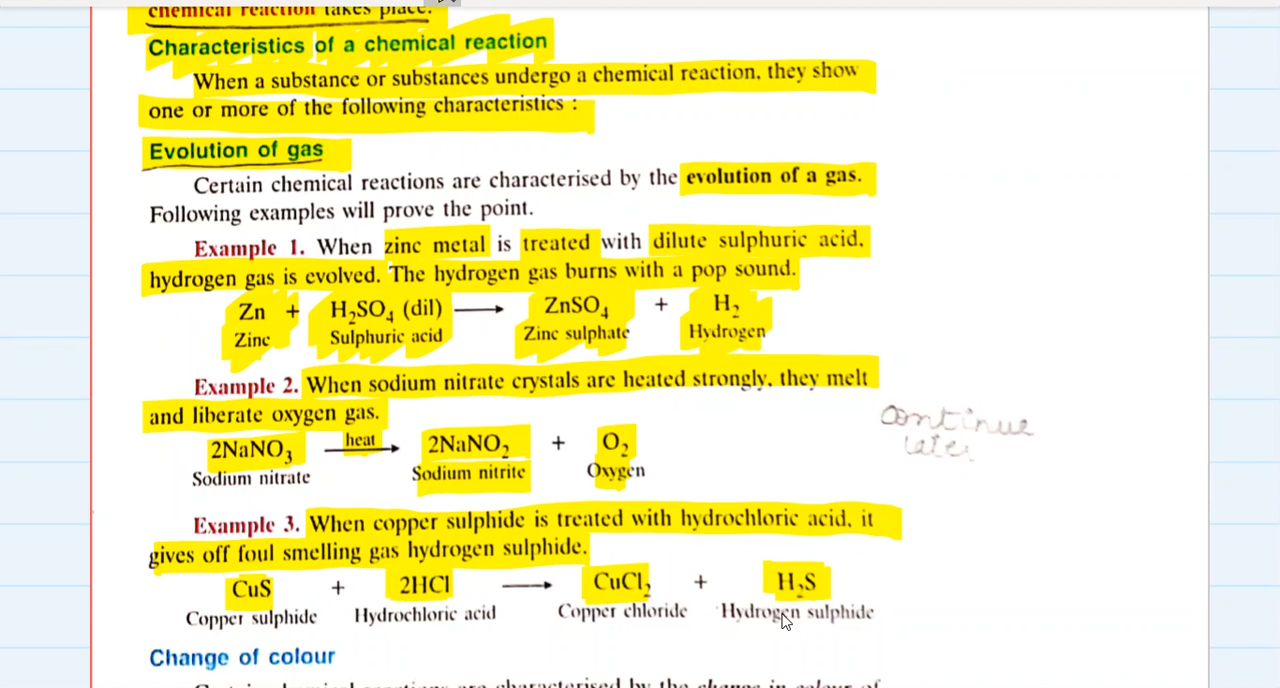 chemical reaction takes place.
Characteristics of a chemical reaction
When a substance or substances undergo a chemical reaction, they show
one or more of the following characteristics :
Evolution of gas
Certain chemical reactions are characterised by the evolution of a gas.
Following examples will prove the point.
Example 1. When zinc metal is treated with dilute sulphuric acid,
hydrogen gas is evolved. The hydrogen gas burns with a pop sound.
Zn + H₂SO₄ (dil) ⟶ ZnSO₄ + H₂
Zinc Sulphuric acid Zinc sulphate Hydrogen
Example 2. When sodium nitrate crystals are heated strongly, they melt
and liberate oxygen gas.
continue
later
heat
2NaNO₃ ⟶ 2NaNO₂ + O₂
Sodium nitrate Sodium nitrite Oxygen
Example 3. When copper sulphide is treated with hydrochloric acid, it
gives off foul smelling gas hydrogen sulphide.
CuS + 2HCl ⟶ CuCl₂ + H₂S
Copper sulphide Hydrochloric acid Copper chloride Hydrogen sulphide
Change of colour